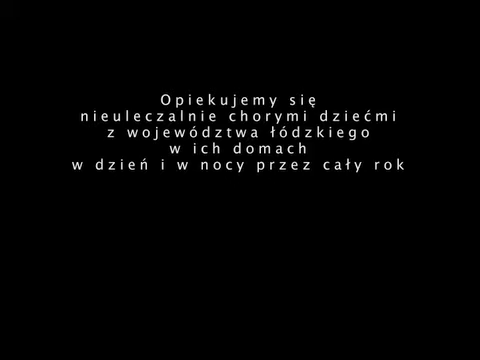 Opiekujemy się
nieuleczalnie chorymi dziećmi
z województwa łódzkiego
w ich domach
w dzień i w nocy przez cały rok